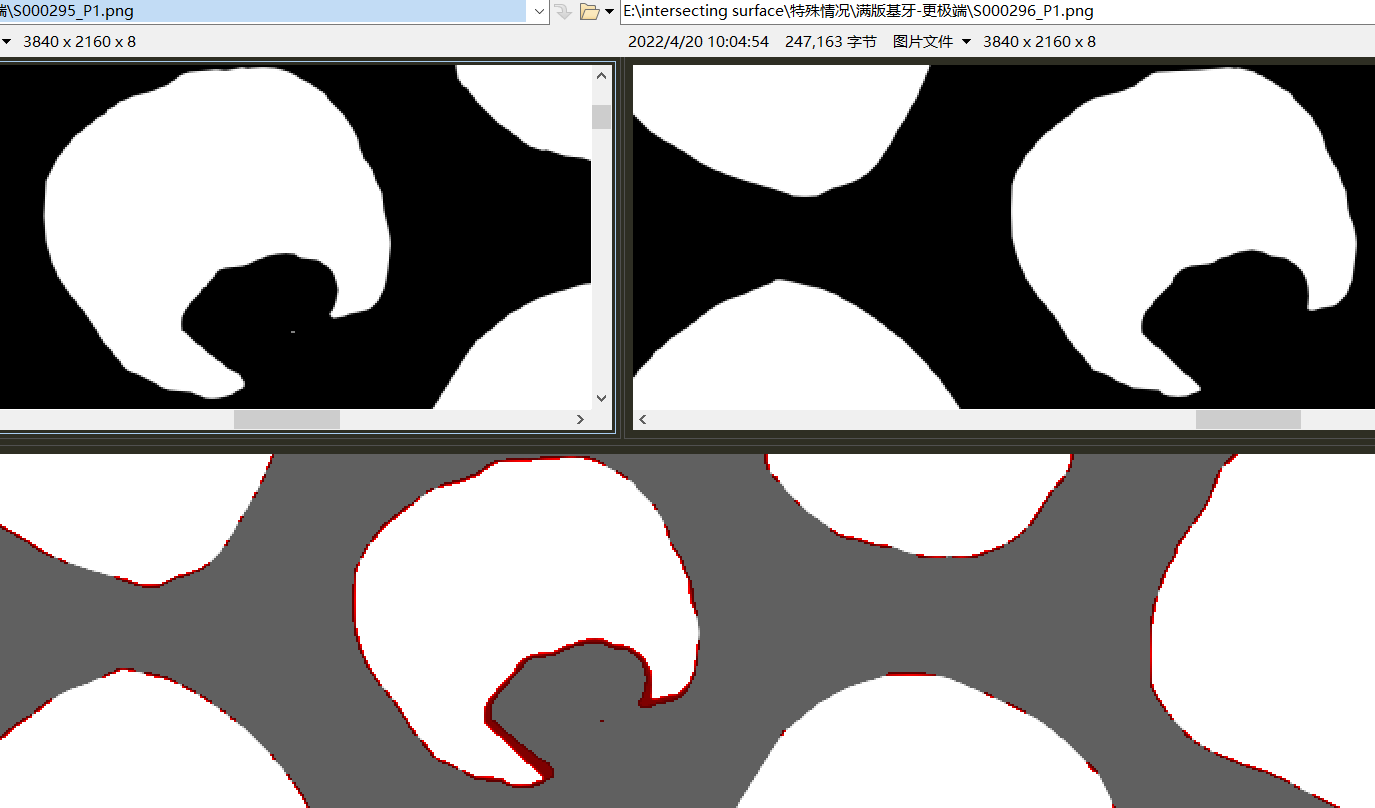 端\S000295_P1.png
E:\intersecting surface\特殊情况\满版基牙-更极端\S000296_P1.png
3840 x 2160 x 8
2022/4/20 10:04:54 247,163 字节 图片文件 3840 x 2160 x 8